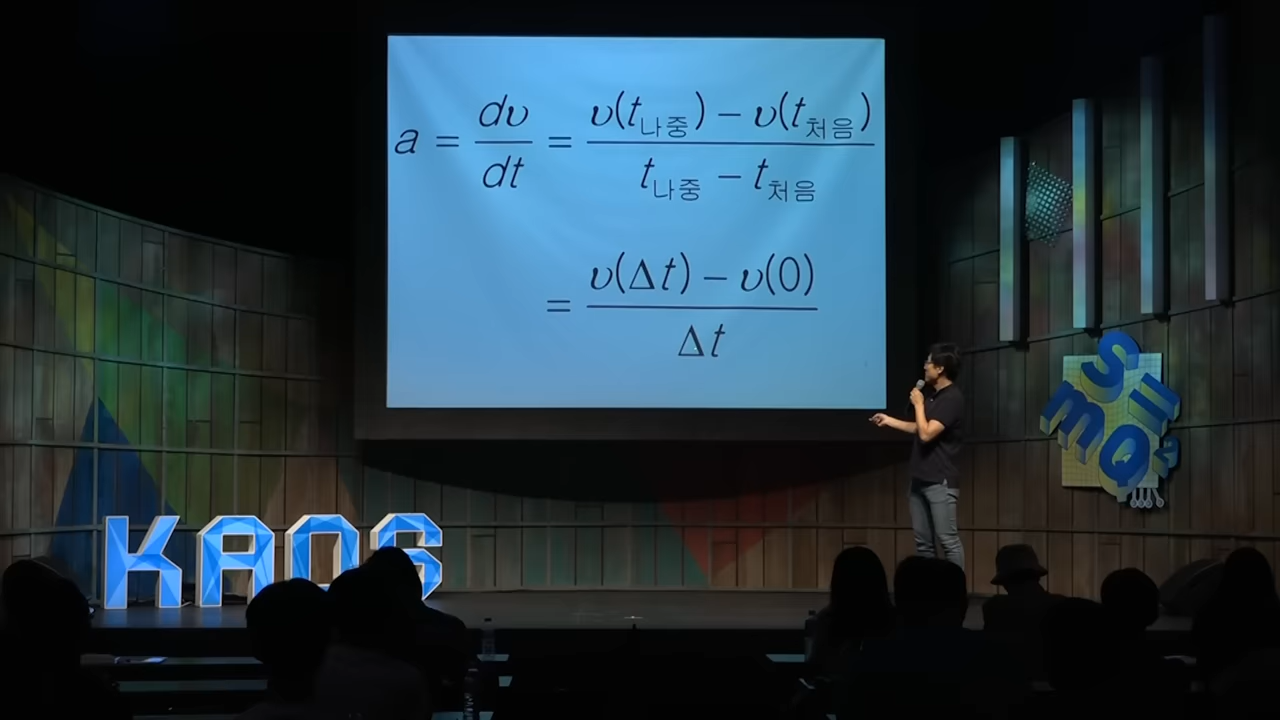 a = dυ/dt = υ(t나중) − υ(t처음) / t나중 − t처음
= υ(Δt) − υ(0) / Δt
KAOS